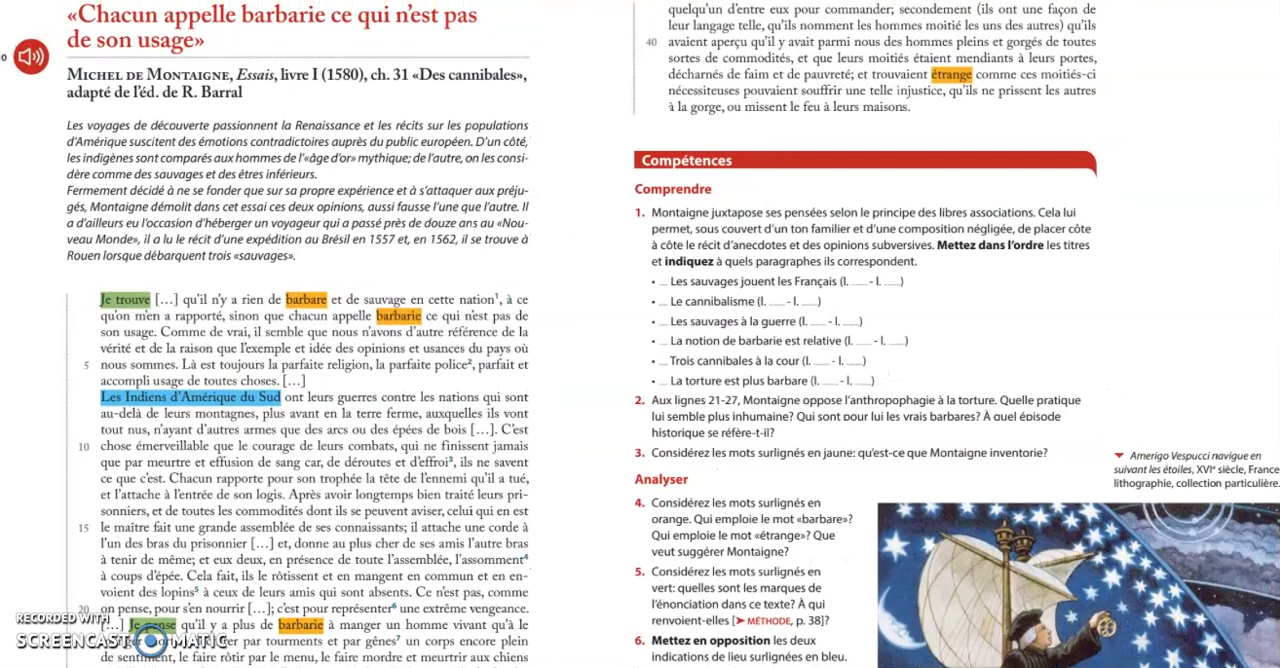 «Chacun appelle barbarie ce qui n'est pas
de son usage»
MICHEL DE MONTAIGNE, Essais, livre I (1580), ch. 31 «Des cannibales»,
adapté de l'éd. de R. Barral
Les voyages de découverte passionnent la Renaissance et les récits sur les populations
d'Amérique suscitent des émotions contradictoires auprès du public européen. D'un côté,
les indigènes sont comparés aux hommes de l'«âge d'or» mythique; de l'autre, on les consi-
dère comme des sauvages et des êtres inférieurs.
Fermement décidé à ne se fonder que sur sa propre expérience et à s'attaquer aux préju-
gés, Montaigne démolit dans cet essai ces deux opinions, aussi fausse l'une que l'autre. Il
a d'ailleurs eu l'occasion d'héberger un voyageur qui a passé près de douze ans au «Nou-
veau Monde», il a lu le récit d'une expédition au Brésil en 1557 et, en 1562, il se trouve à
Rouen lorsque débarquent trois «sauvages».
Je trouve […] qu'il n'y a rien de barbare et de sauvage en cette nation¹, à ce
qu'on m'en a rapporté, sinon que chacun appelle barbarie ce qui n'est pas de
son usage. Comme de vrai, il semble que nous n'avons d'autre référence de la
vérité et de la raison que l'exemple et idée des opinions et usances du pays où
5 nous sommes. Là est toujours la parfaite religion, la parfaite police², parfait et
accompli usage de toutes choses. […]
Les Indiens d'Amérique du Sud ont leurs guerres contre les nations qui sont
au-delà de leurs montagnes, plus avant en la terre ferme, auxquelles ils vont
tout nus, n'ayant d'autres armes que des arcs ou des épées de bois […]. C'est
10 chose émerveillable que le courage de leurs combats, qui ne finissent jamais
que par meurtre et effusion de sang car, de déroutes et d'effroi³, ils ne savent
ce que c'est. Chacun rapporte pour son trophée la tête de l'ennemi qu'il a tué,
et l'attache à l'entrée de son logis. Après avoir longtemps bien traité leurs pri-
sonniers, et de toutes les commodités dont ils se peuvent aviser, celui qui en est
15 le maître fait une grande assemblée de ses connaissants; il attache une corde à
l'un des bras du prisonnier […] et, donne au plus cher de ses amis l'autre bras
à tenir de même; et eux deux, en présence de toute l'assemblée, l'assomment⁴
à coups d'épée. Cela fait, ils le rôtissent et en mangent en commun et en en-
voient des lopins⁵ à ceux de leurs amis qui sont absents. Ce n'est pas, comme
20 on pense, pour s'en nourrir […]; c'est pour représenter⁶ une extrême vengeance.
[…] Je pense qu'il y a plus de barbarie à manger un homme vivant qu'à le
par tourments et par gênes⁷ un corps encore plein
de sentiment, le faire rôtir par le menu, le faire mordre et meurtrir aux chiens
RECORDED WITH
SCREENCAST MATIC
quelqu'un d'entre eux pour commander; secondement (ils ont une façon de
leur langage telle, qu'ils nomment les hommes moitié les uns des autres) qu'ils
40 avaient aperçu qu'il y avait parmi nous des hommes pleins et gorgés de toutes
sortes de commodités, et que leurs moitiés étaient mendiants à leurs portes,
décharnés de faim et de pauvreté; et trouvaient étrange comme ces moitiés-ci
nécessiteuses pouvaient souffrir une telle injustice, qu'ils ne prissent les autres
à la gorge, ou missent le feu à leurs maisons.
Compétences
Comprendre
1. Montaigne juxtapose ses pensées selon le principe des libres associations. Cela lui
permet, sous couvert d'un ton familier et d'une composition négligée, de placer côte
à côte le récit d'anecdotes et des opinions subversives. Mettez dans l'ordre les titres
et indiquez à quels paragraphes ils correspondent.
• __ Les sauvages jouent les Français (l. ___ - l. ___)
• __ Le cannibalisme (l. ___ - l. ___)
• __ Les sauvages à la guerre (l. ___ - l. ___)
• __ La notion de barbarie est relative (l. ___ - l. ___)
• __ Trois cannibales à la cour (l. ___ - l. ___)
• __ La torture est plus barbare (l. ___ - l. ___)
2. Aux lignes 21-27, Montaigne oppose l'anthropophagie à la torture. Quelle pratique
lui semble plus inhumaine? Qui sont pour lui les vrais barbares? À quel épisode
historique se réfère-t-il?
3. Considérez les mots surlignés en jaune: qu'est-ce que Montaigne inventorie?
Analyser
4. Considérez les mots surlignés en
orange. Qui emploie le mot «barbare»?
Qui emploie le mot «étrange»? Que
veut suggérer Montaigne?
5. Considérez les mots surlignés en
vert: quelles sont les marques de
l'énonciation dans ce texte? À qui
renvoient-elles [➤ MÉTHODE, p. 38]?
6. Mettez en opposition les deux
indications de lieu surlignées en bleu.
▼ Amerigo Vespucci navigue en
suivant les étoiles, XVIᵉ siècle, France
lithographie, collection particulière.